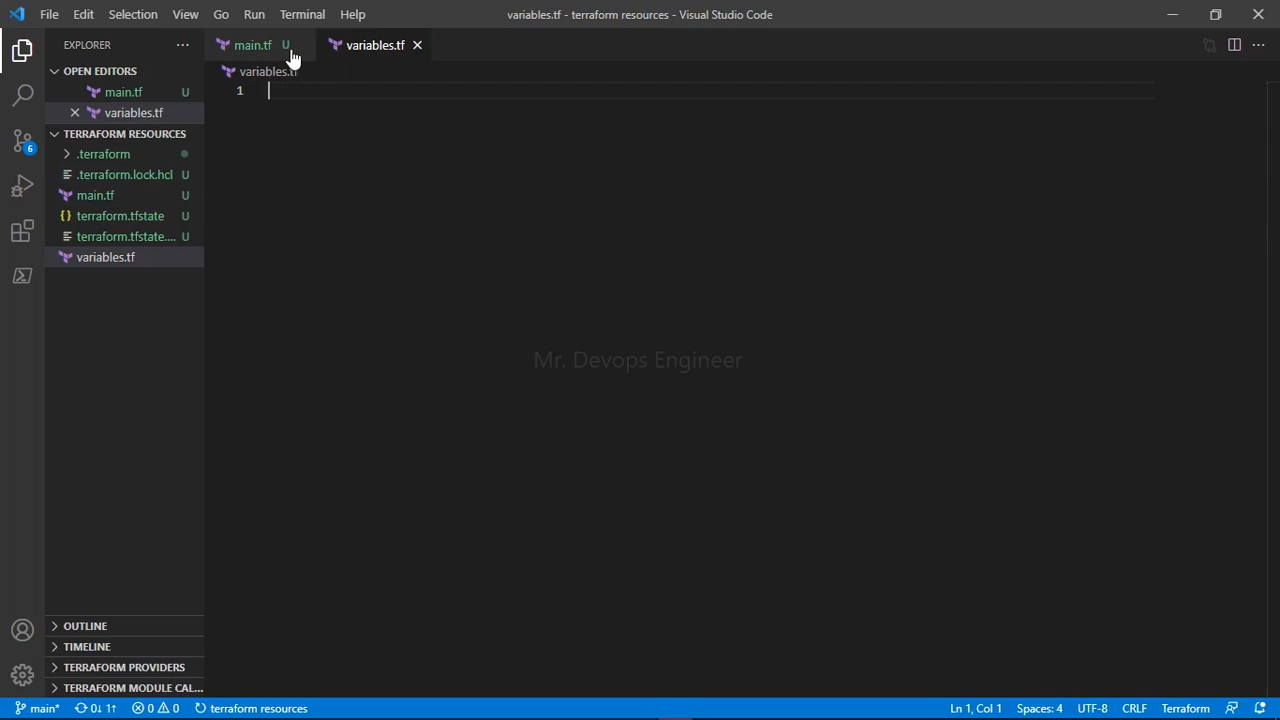 File Edit Selection View Go Run Terminal Help
variables.tf - terraform resources - Visual Studio Code
EXPLORER
main.tf U
variables.tf
OPEN EDITORS
variables.tf
main.tf U
variables.tf
1
TERRAFORM RESOURCES
.terraform
.terraform.lock.hcl U
main.tf U
terraform.tfstate U
terraform.tfstate.... U
variables.tf
6
Mr. Devops Engineer
OUTLINE
TIMELINE
TERRAFORM PROVIDERS
TERRAFORM MODULE CAL...
main* 0↓ 1↑ 0 0 terraform resources
Ln 1, Col 1 Spaces: 4 UTF-8 CRLF Terraform